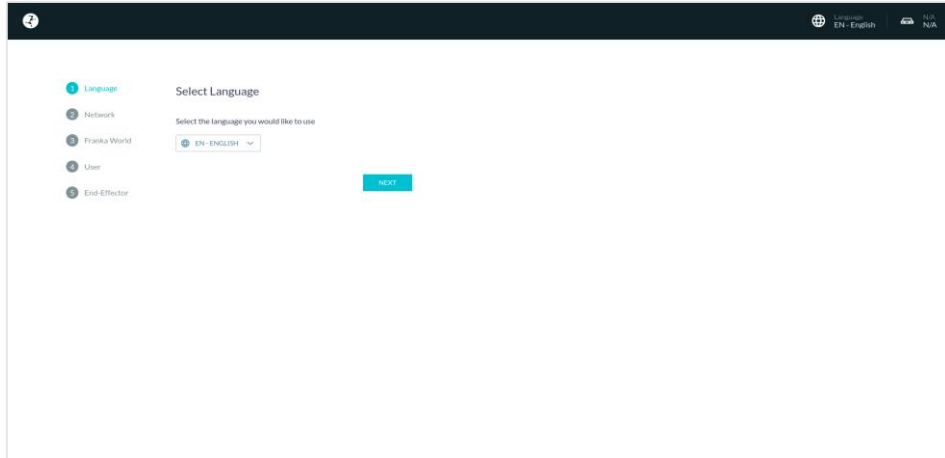 Language
EN - English
N/A
N/A
1 Language
2 Network
3 Franka World
4 User
5 End-Effector
Select Language
Select the language you would like to use
EN - ENGLISH
NEXT